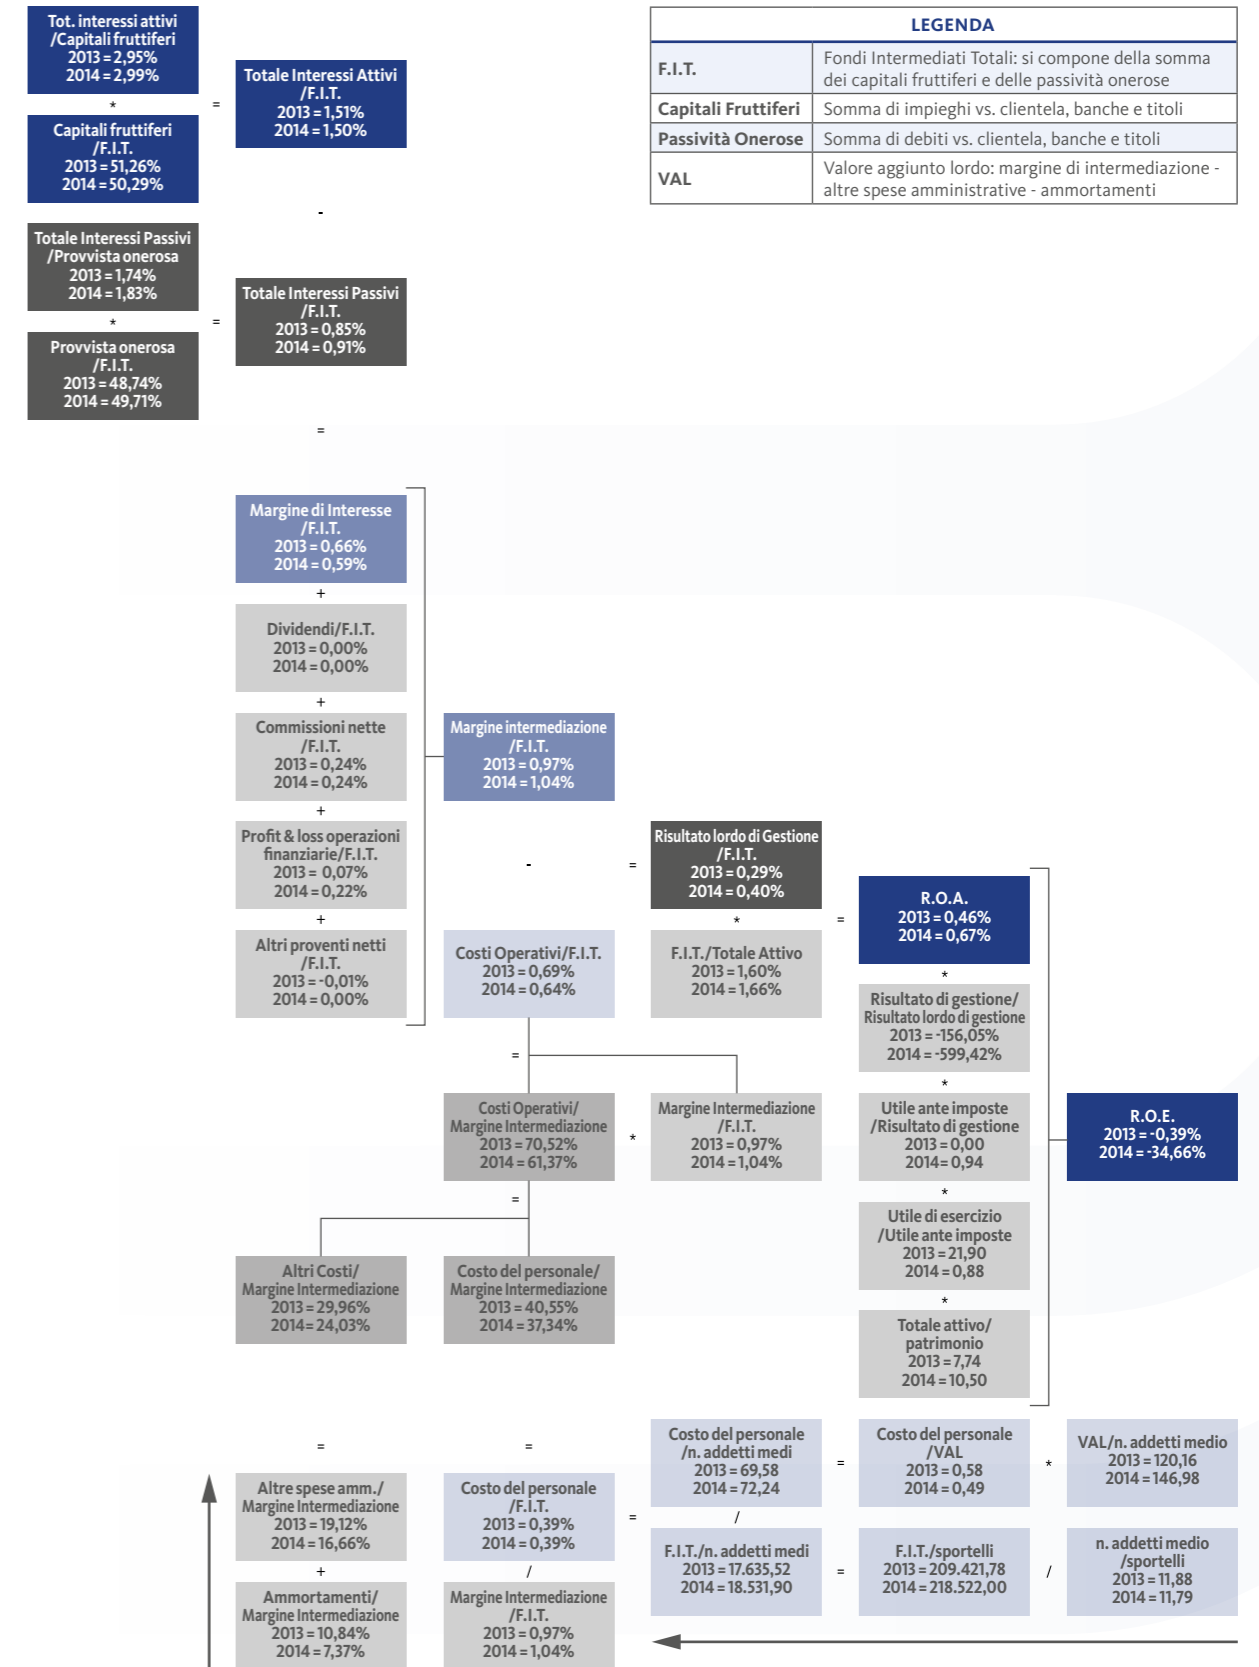 Tot. interessi attivi
/Capitali fruttiferi
2013 = 2,95%
2014 = 2,99%
*
Capitali fruttiferi
/F.I.T.
2013 = 51,26%
2014 = 50,29%
=
Totale Interessi Attivi
/F.I.T.
2013 = 1,51%
2014 = 1,50%
LEGENDA
F.I.T.
Fondi Intermediati Totali: si compone della somma
dei capitali fruttiferi e delle passività onerose
Capitali Fruttiferi
Somma di impieghi vs. clientela, banche e titoli
Passività Onerose
Somma di debiti vs. clientela, banche e titoli
VAL
Valore aggiunto lordo: margine di intermediazione -
altre spese amministrative - ammortamenti
-
Totale Interessi Passivi
/Provvista onerosa
2013 = 1,74%
2014 = 1,83%
*
Provvista onerosa
/F.I.T.
2013 = 48,74%
2014 = 49,71%
=
Totale Interessi Passivi
/F.I.T.
2013 = 0,85%
2014 = 0,91%
=
Margine di Interesse
/F.I.T.
2013 = 0,66%
2014 = 0,59%
+
Dividendi/F.I.T.
2013 = 0,00%
2014 = 0,00%
+
Commissioni nette
/F.I.T.
2013 = 0,24%
2014 = 0,24%
+
Profit & loss operazioni
finanziarie/F.I.T.
2013 = 0,07%
2014 = 0,22%
+
Altri proventi netti
/F.I.T.
2013 = -0,01%
2014 = 0,00%
Margine intermediazione
/F.I.T.
2013 = 0,97%
2014 = 1,04%
-
Costi Operativi/F.I.T.
2013 = 0,69%
2014 = 0,64%
=
Risultato lordo di Gestione
/F.I.T.
2013 = 0,29%
2014 = 0,40%
*
F.I.T./Totale Attivo
2013 = 1,60%
2014 = 1,66%
=
R.O.A.
2013 = 0,46%
2014 = 0,67%
*
Risultato di gestione/
Risultato lordo di gestione
2013 = -156,05%
2014 = -599,42%
*
Utile ante imposte
/Risultato di gestione
2013 = 0,00
2014 = 0,94
*
Utile di esercizio
/Utile ante imposte
2013 = 21,90
2014 = 0,88
*
Totale attivo/
patrimonio
2013 = 7,74
2014 = 10,50
R.O.E.
2013 = -0,39%
2014 = -34,66%
=
Costi Operativi/
Margine Intermediazione
2013 = 70,52%
2014 = 61,37%
*
Margine Intermediazione
/F.I.T.
2013 = 0,97%
2014 = 1,04%
=
Altri Costi/
Margine Intermediazione
2013 = 29,96%
2014= 24,03%
Costo del personale/
Margine Intermediazione
2013 = 40,55%
2014 = 37,34%
=
Altre spese amm./
Margine Intermediazione
2013 = 19,12%
2014 = 16,66%
+
Ammortamenti/
Margine Intermediazione
2013 = 10,84%
2014 = 7,37%
=
Costo del personale
/F.I.T.
2013 = 0,39%
2014 = 0,39%
/
Margine Intermediazione
/F.I.T.
2013 = 0,97%
2014 = 1,04%
=
Costo del personale
/n. addetti medi
2013 = 69,58
2014 = 72,24
=
Costo del personale
/VAL
2013 = 0,58
2014 = 0,49
*
VAL/n. addetti medio
2013 = 120,16
2014 = 146,98
/
F.I.T./n. addetti medi
2013 = 17.635,52
2014 = 18.531,90
=
F.I.T./sportelli
2013 = 209.421,78
2014 = 218.522,00
/
n. addetti medio
/sportelli
2013 = 11,88
2014 = 11,79